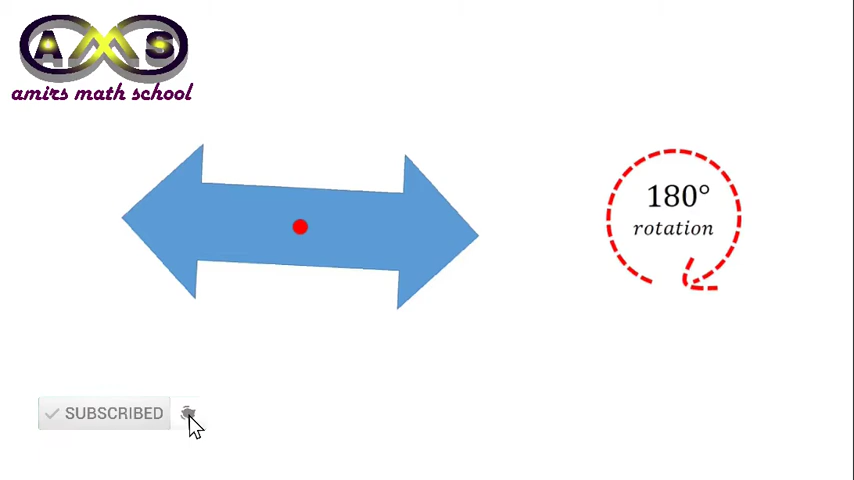 AMS
amirs math school
180°
rotation
SUBSCRIBED